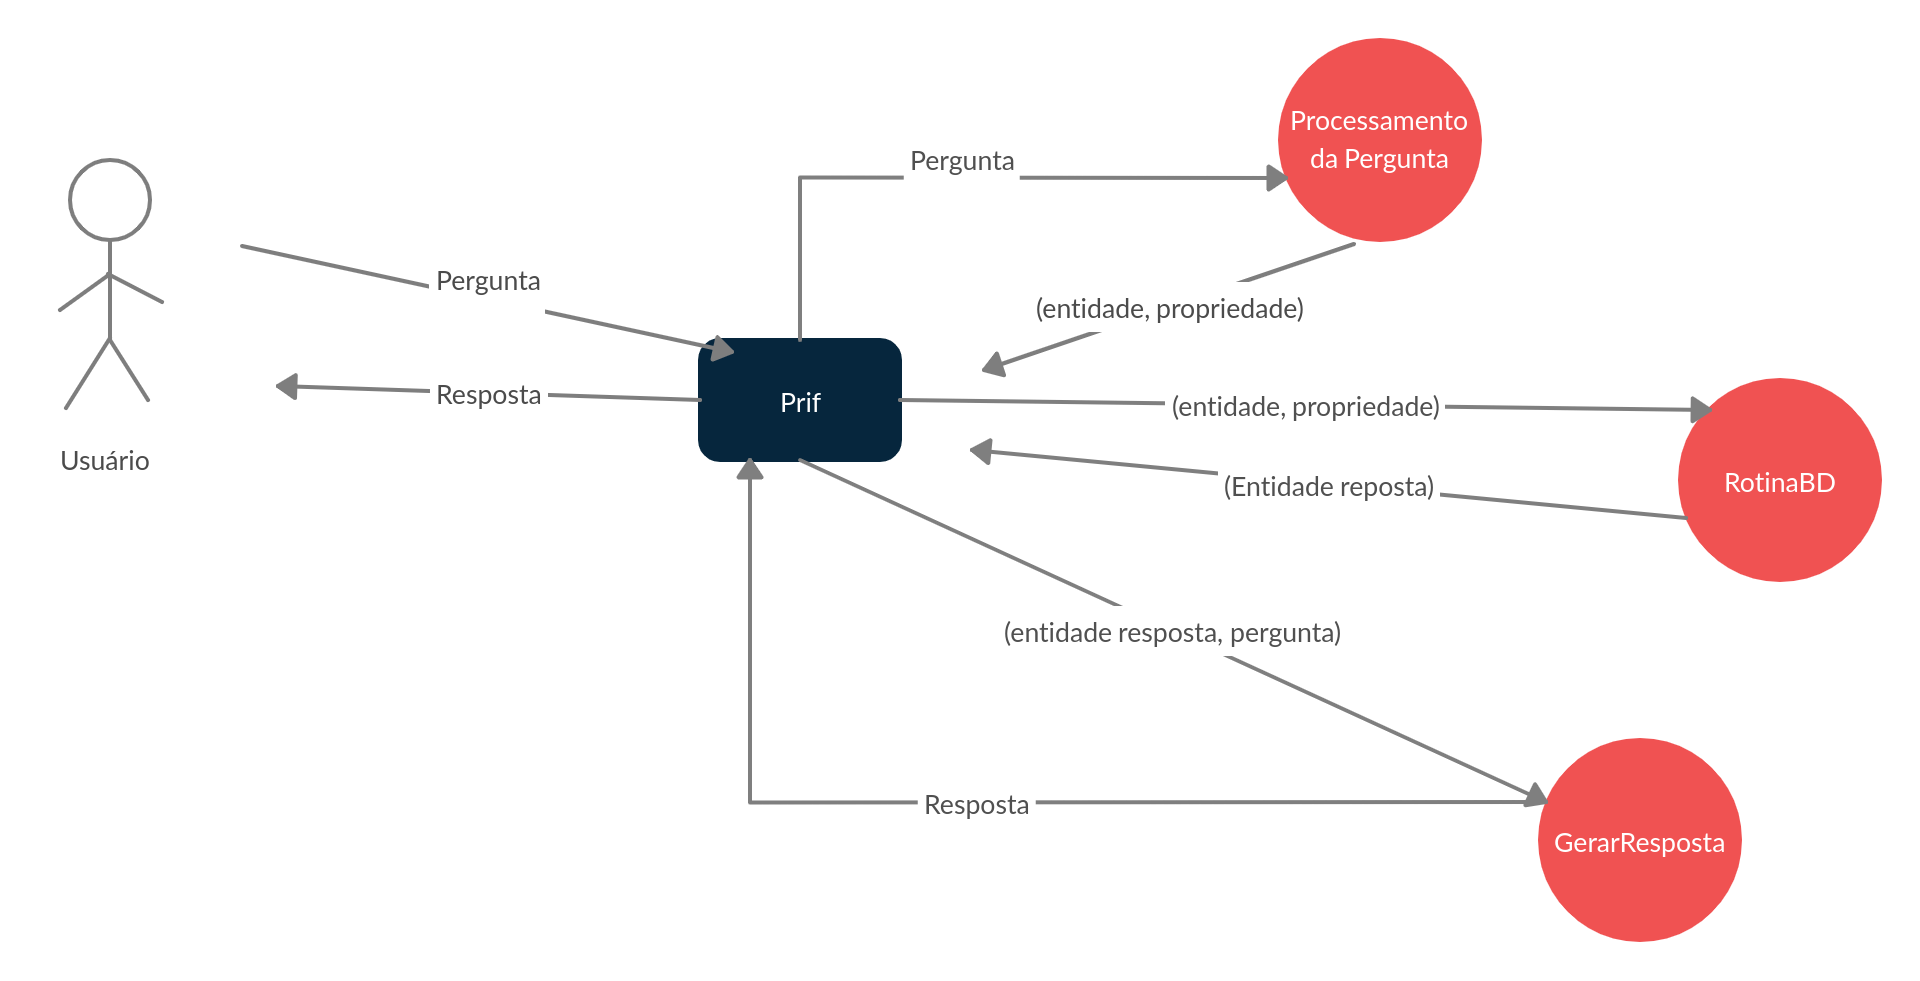 Processamento
da Pergunta
Pergunta
Pergunta
(entidade, propriedade)
Resposta
Prif
(entidade, propriedade)
Usuário
(Entidade reposta)
RotinaBD
(entidade resposta, pergunta)
Resposta
GerarResposta